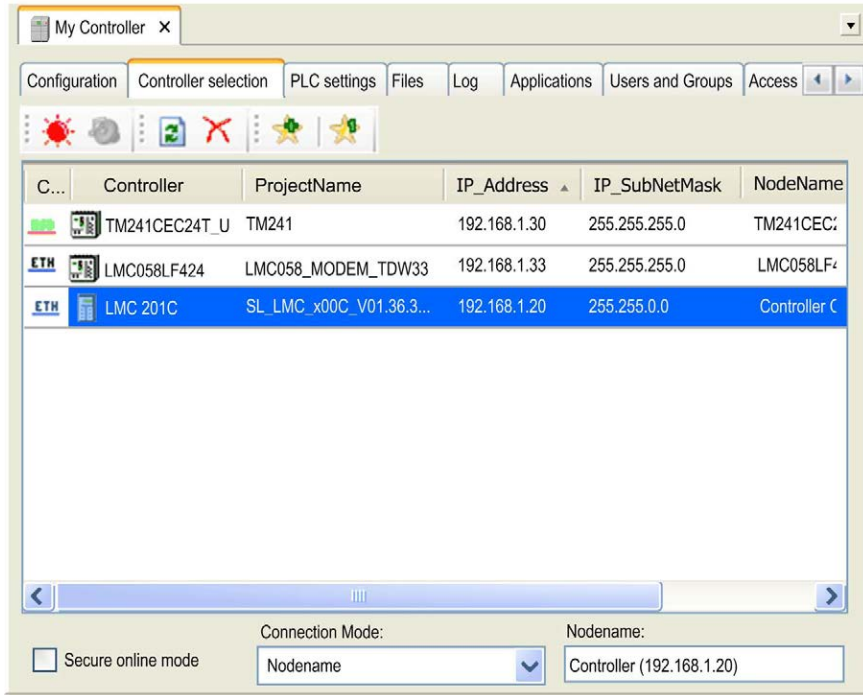 My Controller X
Configuration Controller selection PLC settings Files Log Applications Users and Groups Access
C... Controller ProjectName IP_Address IP_SubNetMask NodeName
TM241CEC24T_U TM241 192.168.1.30 255.255.255.0 TM241CEC2
ETH LMC058LF424 LMC058_MODEM_TDW33 192.168.1.33 255.255.255.0 LMC058LF4
ETH LMC 201C SL_LMC_x00C_V01.36.3... 192.168.1.20 255.255.0.0 Controller
Connection Mode: Nodename:
Secure online mode Nodename Controller (192.168.1.20)